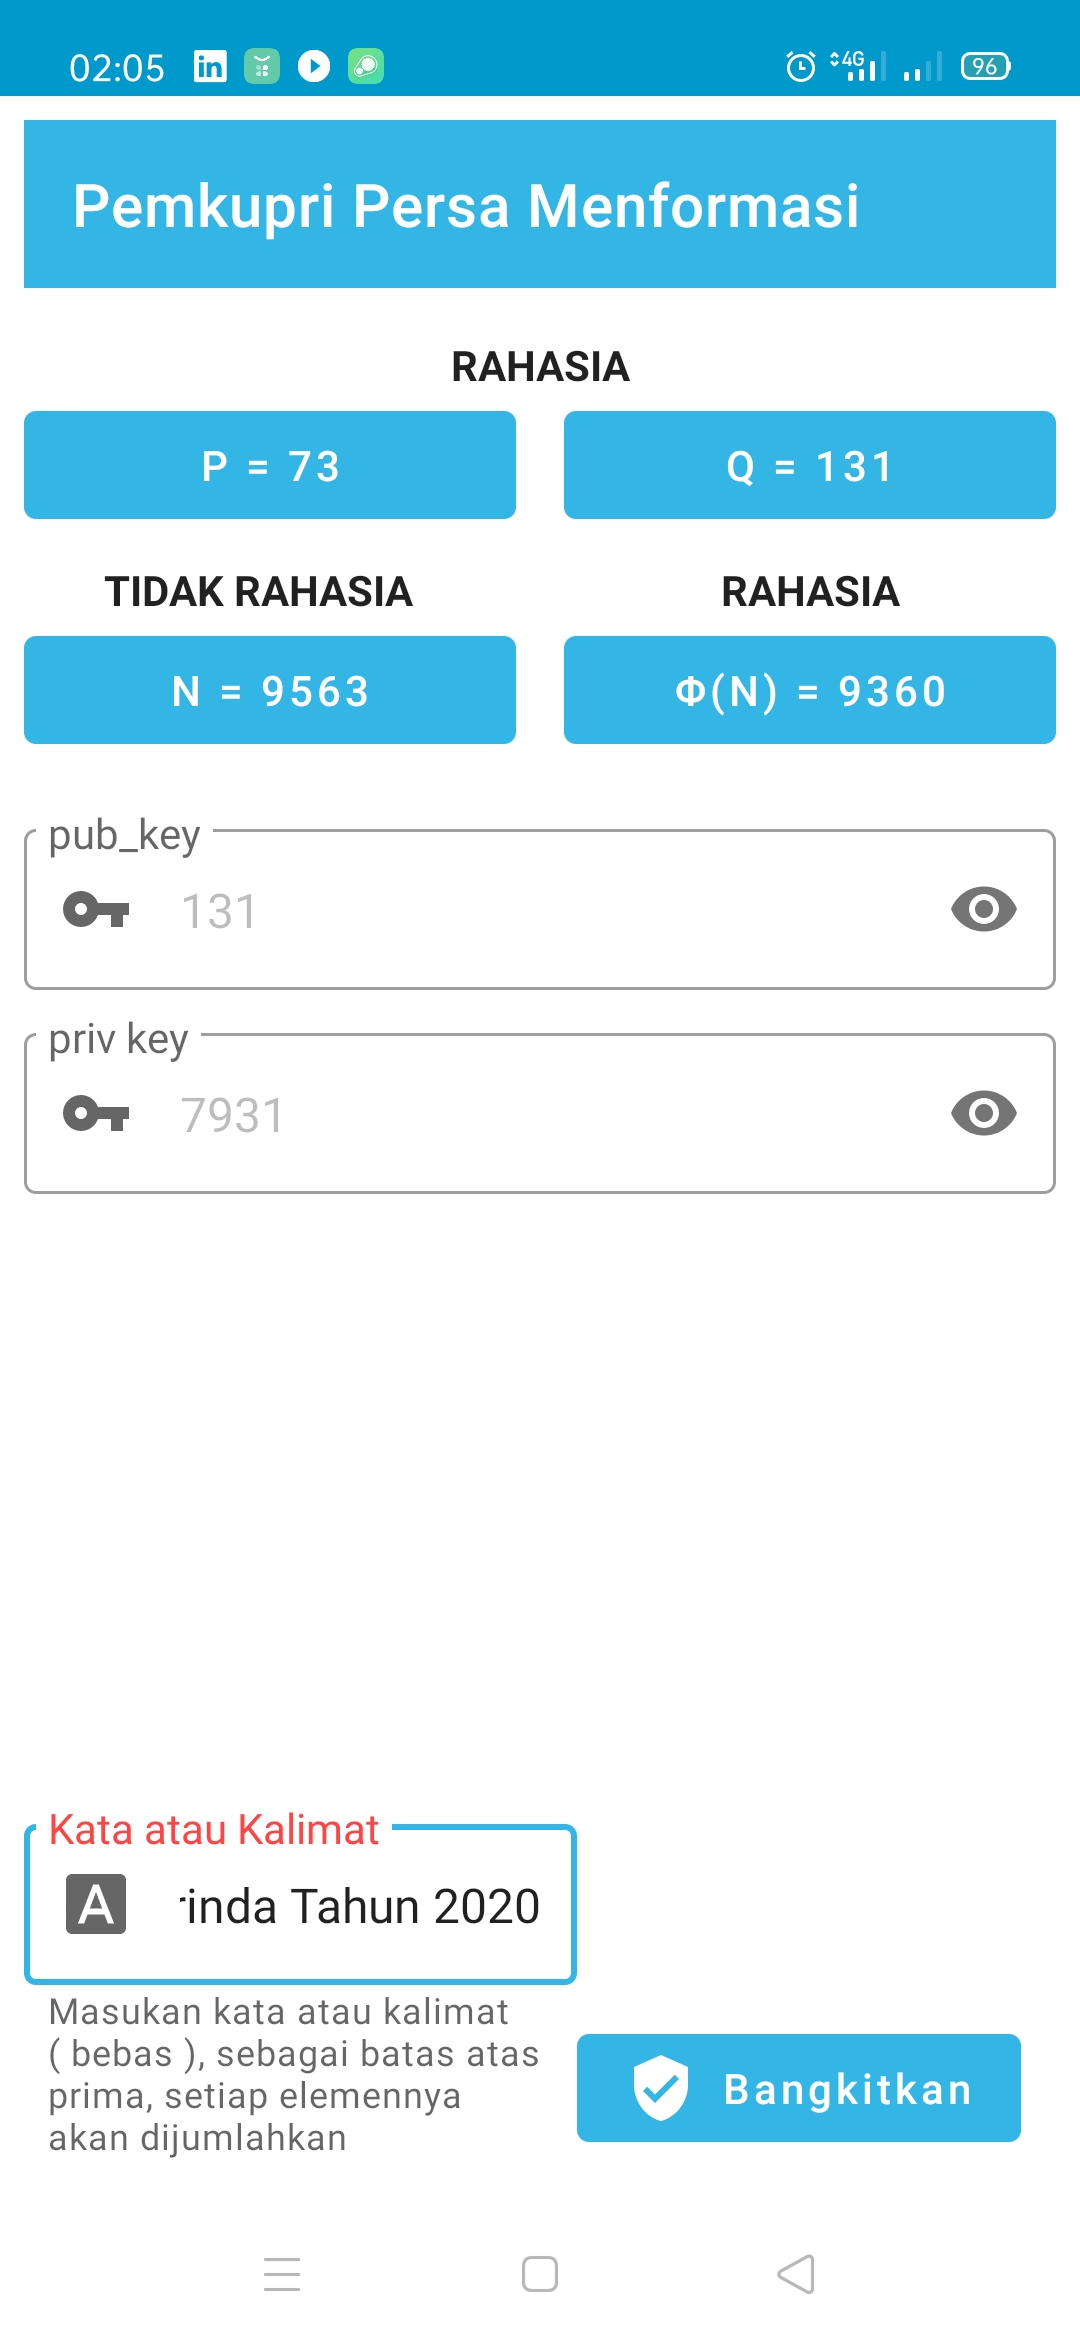 02:05
in
4G
96
Pemkupri Persa Menformasi
RAHASIA
P = 73
Q = 131
TIDAK RAHASIA
RAHASIA
N = 9563
Φ(N) = 9360
pub_key
131
priv key
7931
Kata atau Kalimat
A
inda Tahun 2020
Masukan kata atau kalimat
( bebas ), sebagai batas atas
prima, setiap elemennya
akan dijumlahkan
Bangkitkan